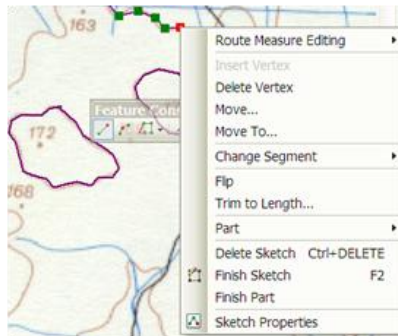 163
Route Measure Editing
Insert Vertex
Delete Vertex
Feature Cons
Move...
Move To...
172
Change Segment
Flip
168
Trim to Length...
Part
Delete Sketch Ctrl+DELETE
Finish Sketch F2
Finish Part
Sketch Properties